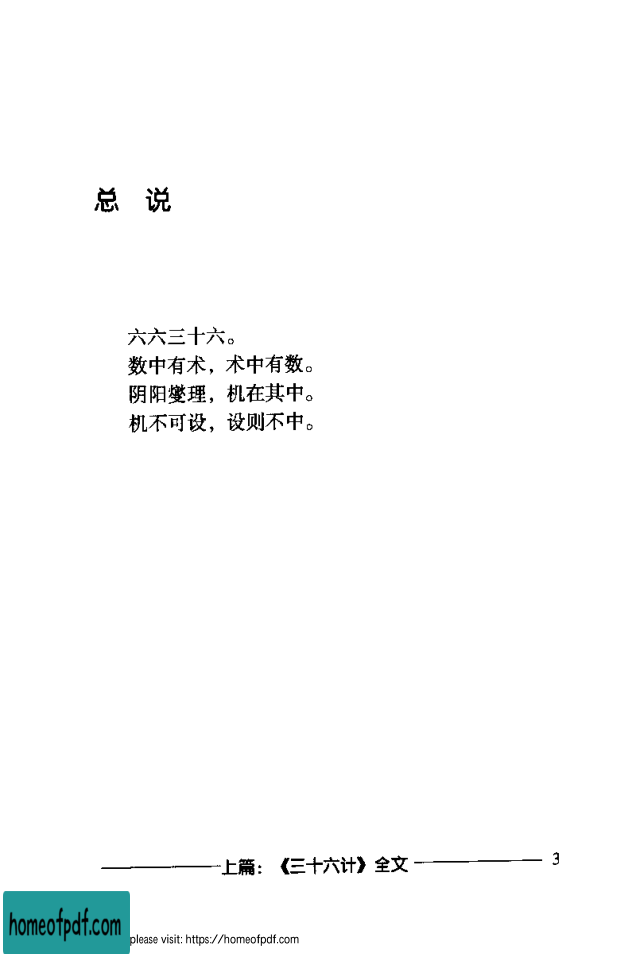 总 说
六六三十六。
数中有术，术中有数。
阴阳燮理，机在其中。
机不可设，设则不中。
上篇：《三十六计》全文 3
homeofpdf.com
please visit: https://homeofpdf.com